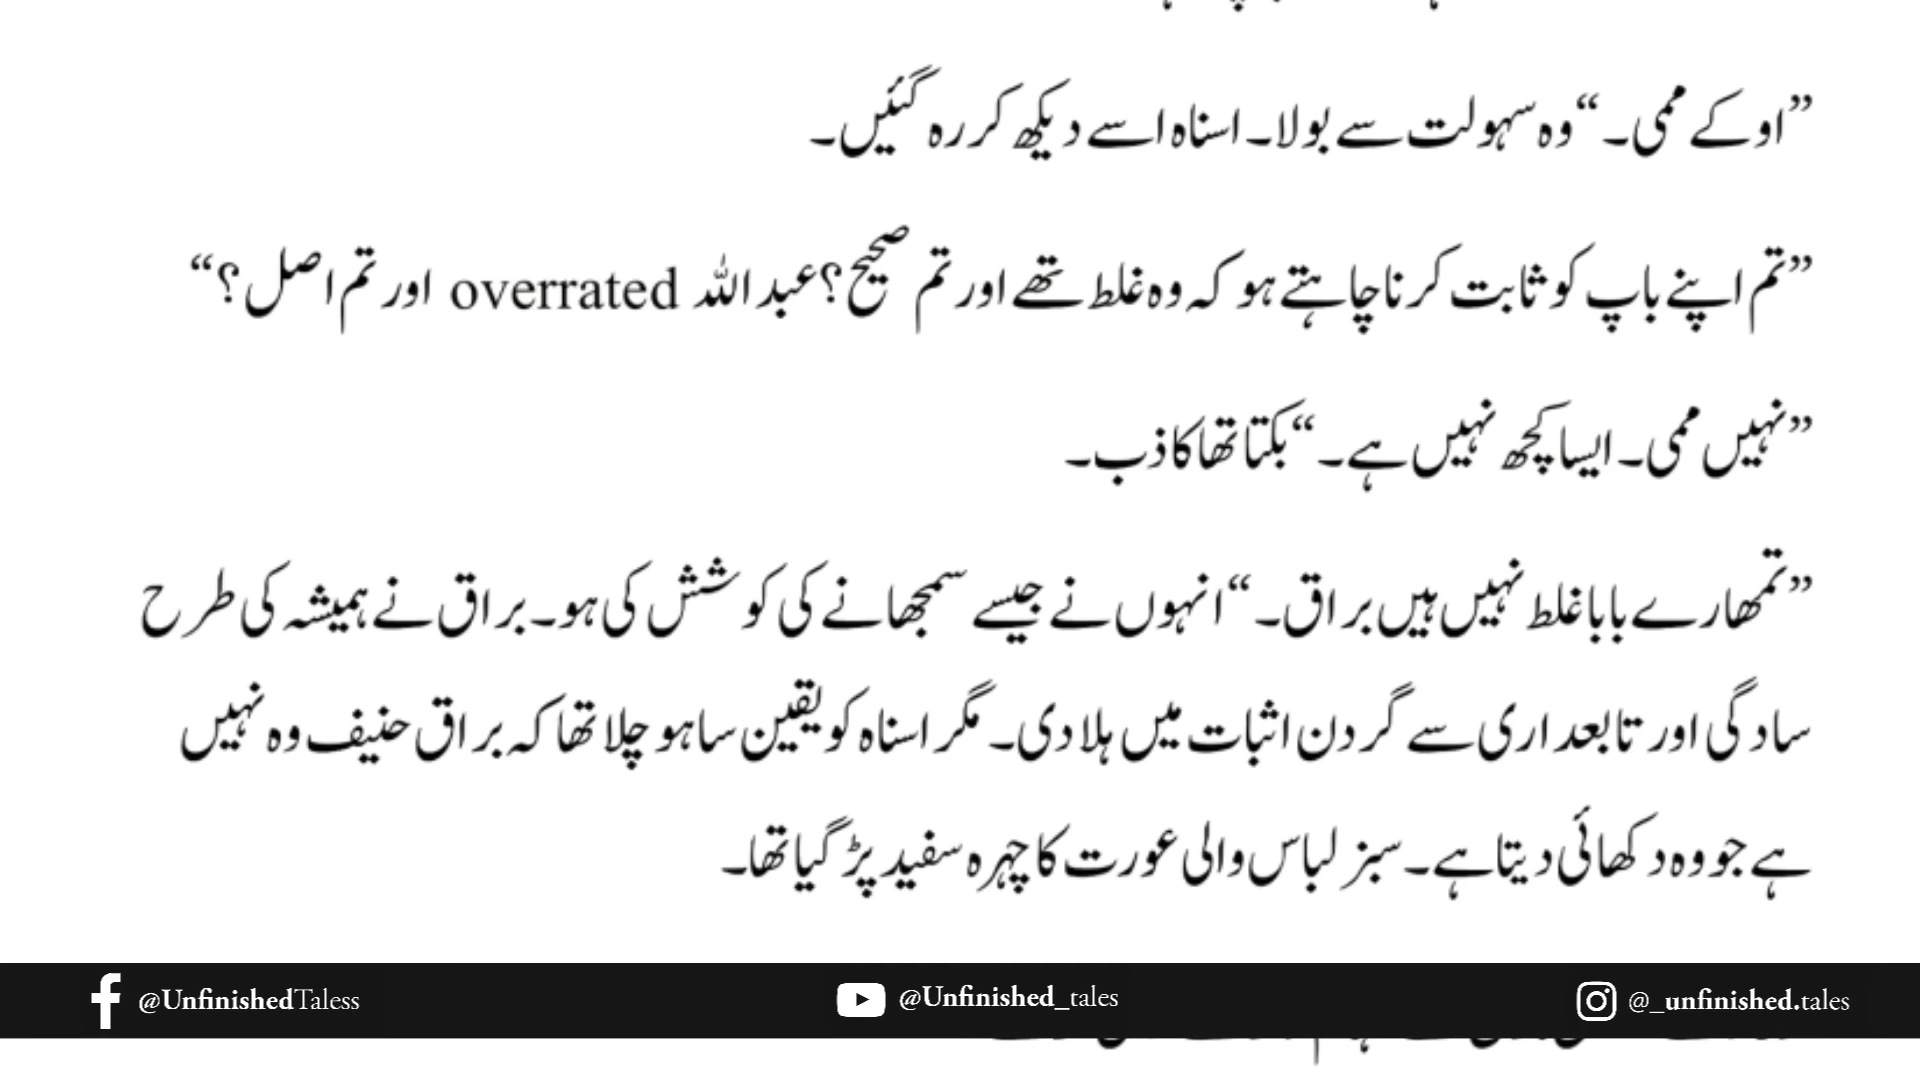 ”اوکے ممی۔“ وہ سہولت سے بولا۔ اسناہ اسے دیکھ کر رہ گئیں۔
”تم اپنے باپ کو ثابت کرنا چاہتے ہو کہ وہ غلط تھے اور تم صحیح؟ عبداللہ overrated اور تم اصل؟“
”نہیں ممی۔ ایسا کچھ نہیں ہے۔“ بکتا تھا کاذب۔
”تمھارے بابا غلط نہیں ہیں براق۔“ انہوں نے جیسے سمجھانے کی کوشش کی ہو۔ براق نے ہمیشہ کی طرح
سادگی اور تابعداری سے گردن اثبات میں ہلا دی۔ مگر اسناہ کو یقین سا ہو چلا تھا کہ براق حنیف وہ نہیں
ہے جو وہ دکھائی دیتا ہے۔ سبز لباس والی عورت کا چہرہ سفید پڑ گیا تھا۔
@UnfinishedTaless
@Unfinished_tales
@_unfinished.tales